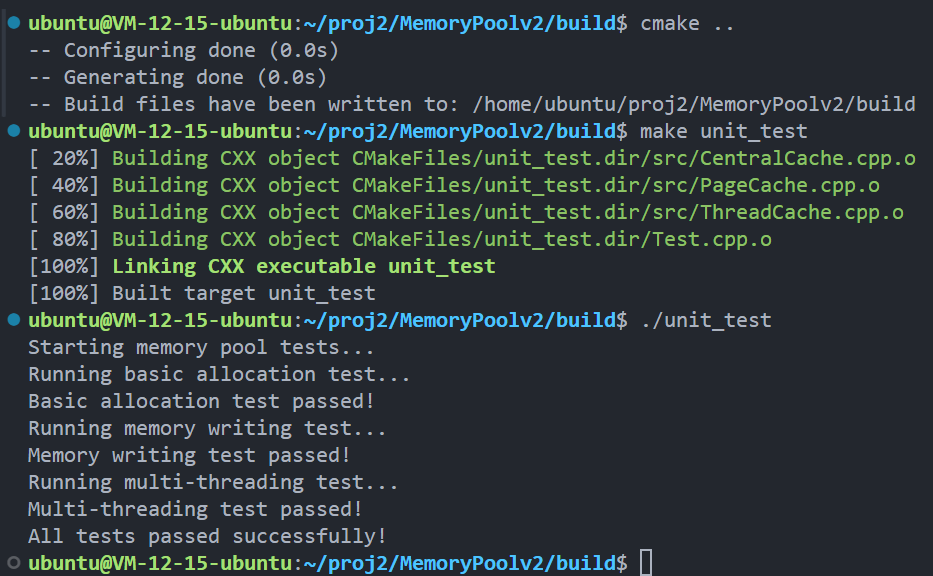 ubuntu@VM-12-15-ubuntu:~/proj2/MemoryPoolv2/build$ cmake ..
-- Configuring done (0.0s)
-- Generating done (0.0s)
-- Build files have been written to: /home/ubuntu/proj2/MemoryPoolv2/build
ubuntu@VM-12-15-ubuntu:~/proj2/MemoryPoolv2/build$ make unit_test
[ 20%] Building CXX object CMakeFiles/unit_test.dir/src/CentralCache.cpp.o
[ 40%] Building CXX object CMakeFiles/unit_test.dir/src/PageCache.cpp.o
[ 60%] Building CXX object CMakeFiles/unit_test.dir/src/ThreadCache.cpp.o
[ 80%] Building CXX object CMakeFiles/unit_test.dir/Test.cpp.o
[100%] Linking CXX executable unit_test
[100%] Built target unit_test
ubuntu@VM-12-15-ubuntu:~/proj2/MemoryPoolv2/build$ ./unit_test
Starting memory pool tests...
Running basic allocation test...
Basic allocation test passed!
Running memory writing test...
Memory writing test passed!
Running multi-threading test...
Multi-threading test passed!
All tests passed successfully!
ubuntu@VM-12-15-ubuntu:~/proj2/MemoryPoolv2/build$